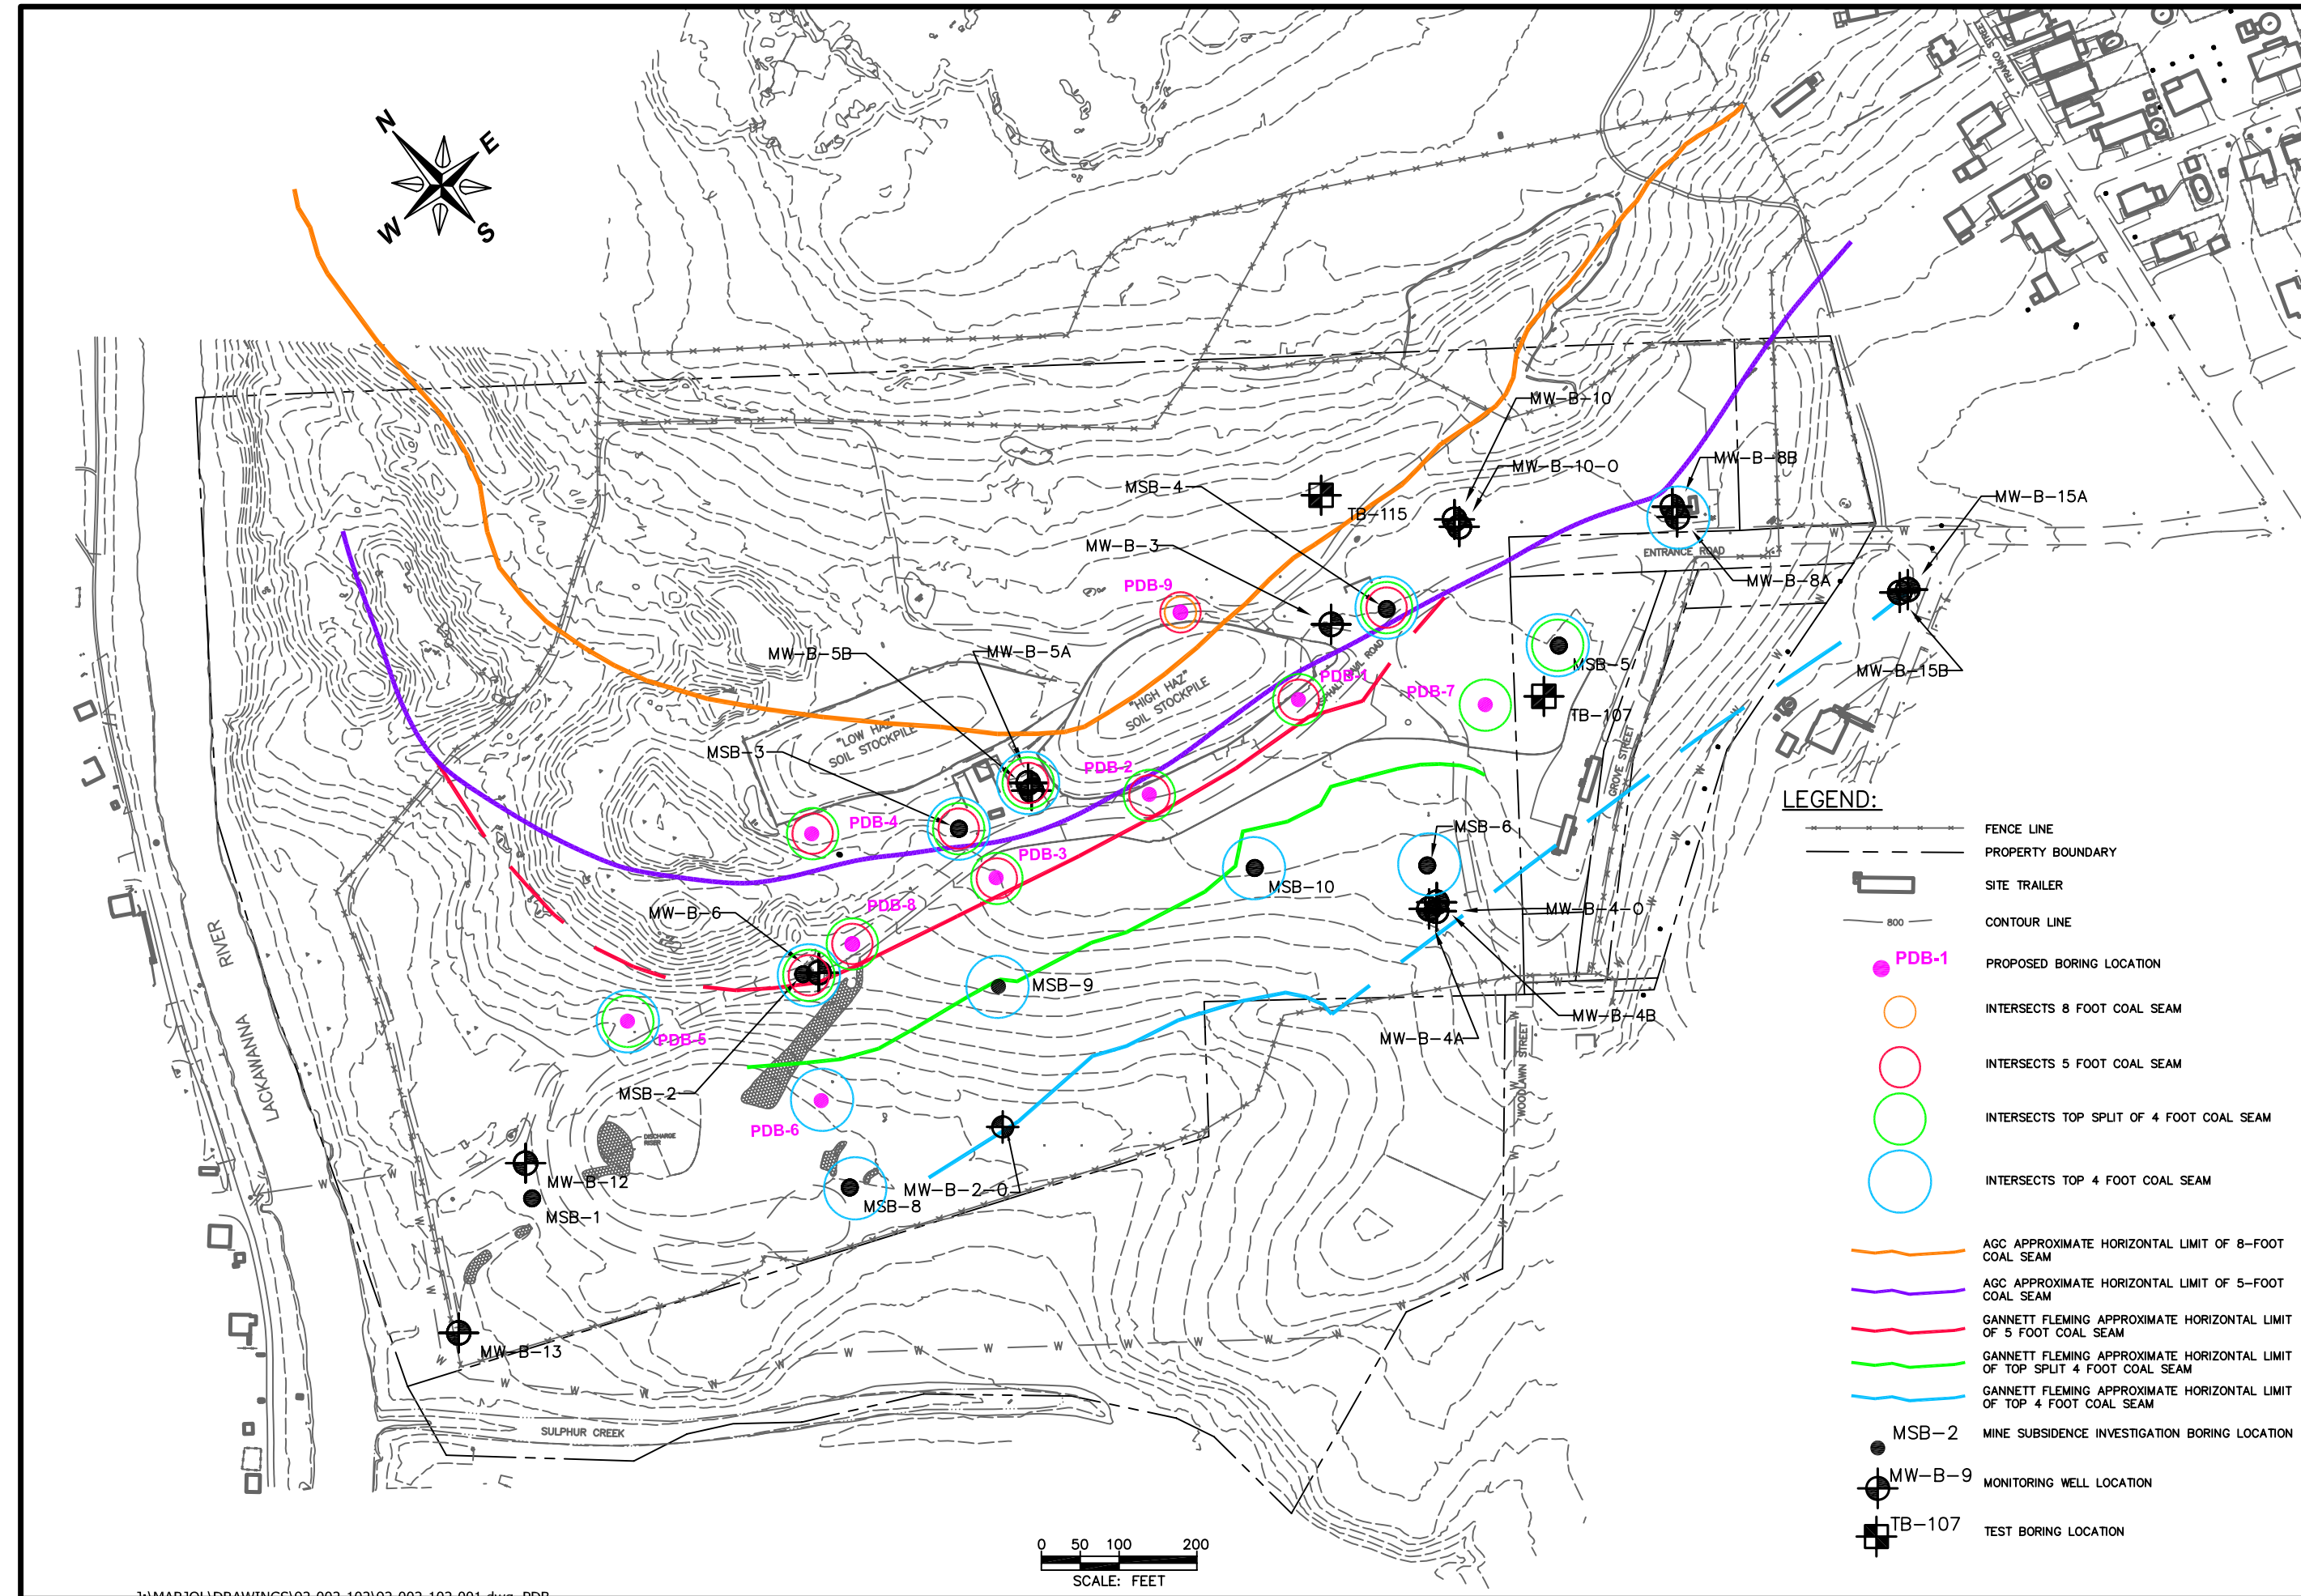 FRANKO STREET
N
E
W
S
MW-B-10
MW-B-10-O
MW-B-8B
MSB-4
TB-115
MW-B-15A
MW-B-3
ENTRANCE ROAD
MW-B-8A
PDB-9
MW-B-5B
MW-B-5A
MSB-5
MW-B-15B
PDB-1
PDB-7
ASPHALT HAUL ROAD
"HIGH HAZ"
SOIL STOCKPILE
TB-107
"LOW HAZ"
SOIL STOCKPILE
MSB-3
PDB-2
GROVE STREET
PDB-4
PDB-3
MSB-6
MSB-10
MW-B-6
PDB-8
MW-B-4-O
RIVER
LACKAWANNA
MSB-9
MW-B-4B
MW-B-4A
PDB-5
WOODLAWN STREET
MSB-2
PDB-6
DISCHARGE
RISER
MW-B-12
MW-B-2-O
MSB-1
MSB-8
MW-B-13
SULPHUR CREEK
LEGEND:
FENCE LINE
PROPERTY BOUNDARY
SITE TRAILER
800
CONTOUR LINE
PDB-1
PROPOSED BORING LOCATION
INTERSECTS 8 FOOT COAL SEAM
INTERSECTS 5 FOOT COAL SEAM
INTERSECTS TOP SPLIT OF 4 FOOT COAL SEAM
INTERSECTS TOP 4 FOOT COAL SEAM
AGC APPROXIMATE HORIZONTAL LIMIT OF 8-FOOT
COAL SEAM
AGC APPROXIMATE HORIZONTAL LIMIT OF 5-FOOT
COAL SEAM
GANNETT FLEMING APPROXIMATE HORIZONTAL LIMIT
OF 5 FOOT COAL SEAM
GANNETT FLEMING APPROXIMATE HORIZONTAL LIMIT
OF TOP SPLIT 4 FOOT COAL SEAM
GANNETT FLEMING APPROXIMATE HORIZONTAL LIMIT
OF TOP 4 FOOT COAL SEAM
MSB-2
MINE SUBSIDENCE INVESTIGATION BORING LOCATION
MW-B-9
MONITORING WELL LOCATION
TB-107
TEST BORING LOCATION
0 50 100 200
SCALE: FEET